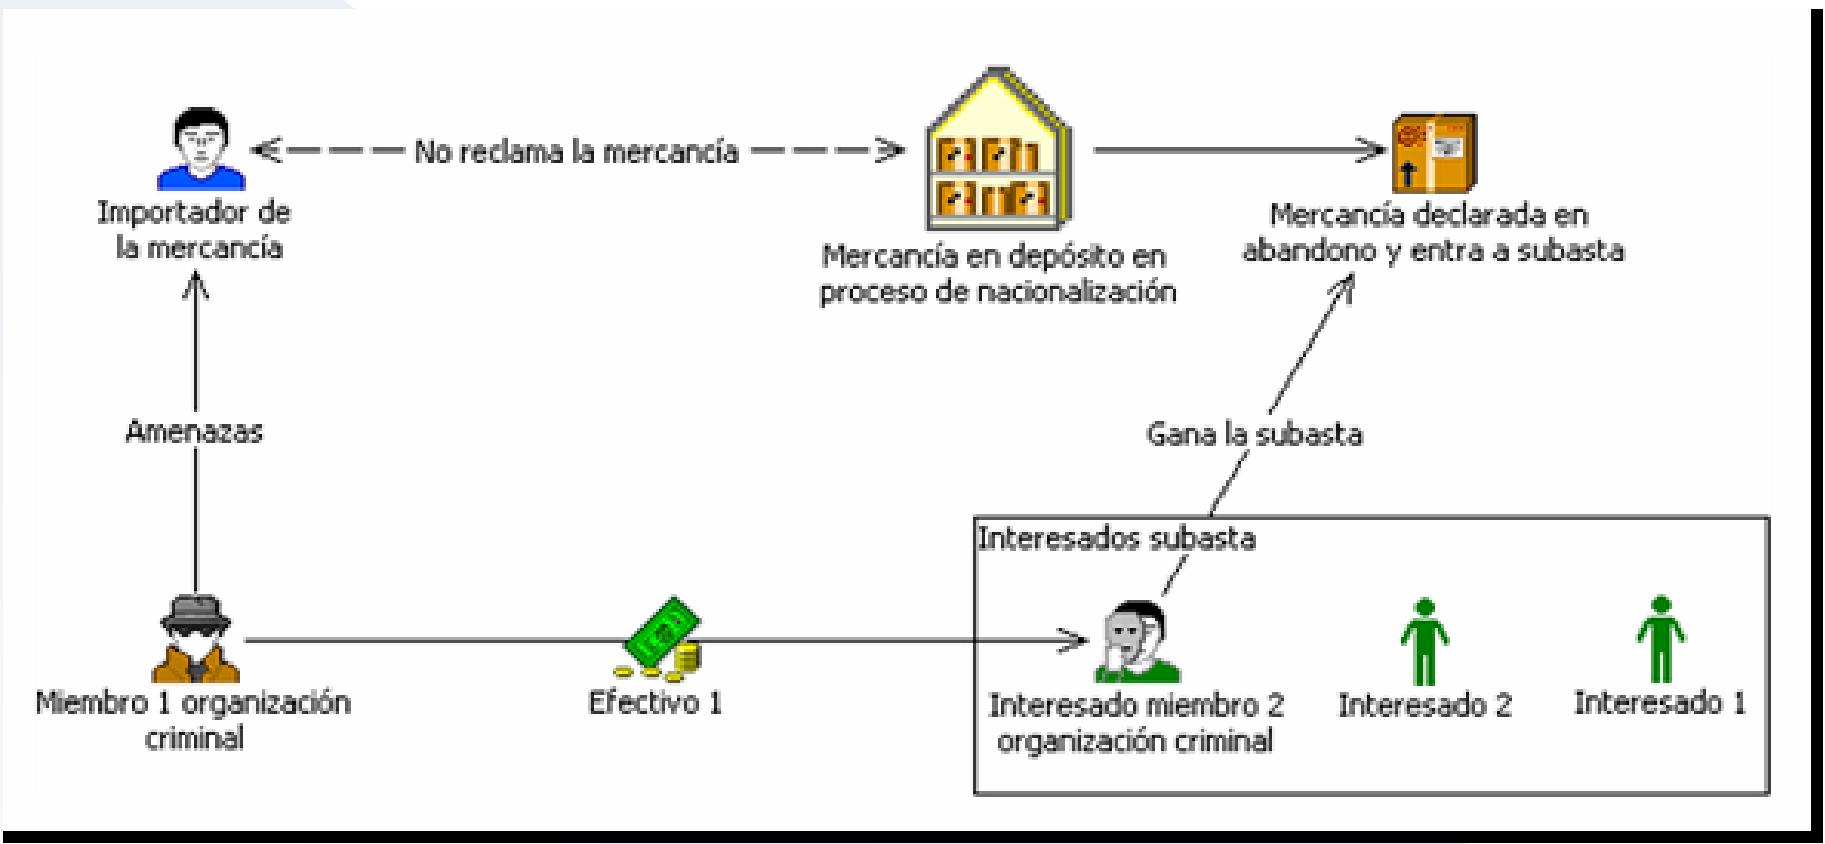 No reclama la mercancía
Importador de
la mercancía
Mercancía en depósito en
proceso de nacionalización
Mercancía declarada en
abandono y entra a subasta
Amenazas
Gana la subasta
Interesados subasta
Miembro 1 organización
criminal
Efectivo 1
Interesado miembro 2
organización criminal
Interesado 2
Interesado 1